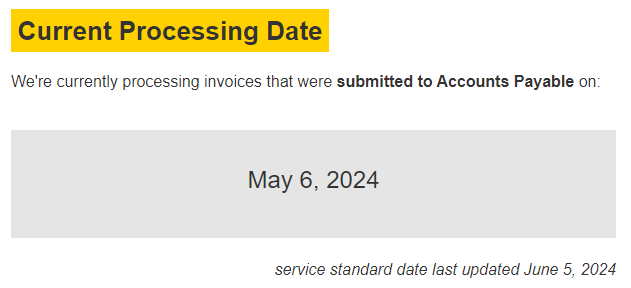 Current Processing Date
We're currently processing invoices that were submitted to Accounts Payable on:
May 6, 2024
service standard date last updated June 5, 2024